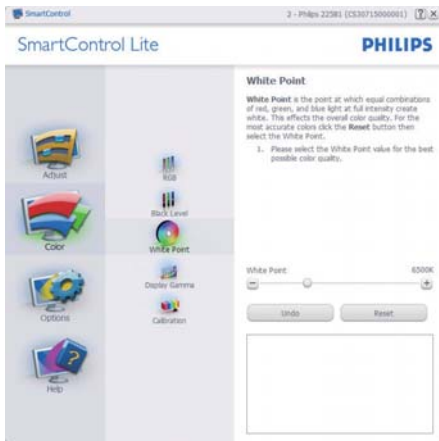 SmartControl
2 - Philips 225B1 (CS30715000001)
SmartControl Lite
PHILIPS
Adjust
Color
Options
Help
RGB
Black Level
White Point
Display Gamma
Calibration
White Point
White Point is the point at which equal combinations
of red, green, and blue light at full intensity create
white. This effects the overall color quality. For the
most accurate colors click the Reset button then
select the White Point.
1. Please select the White Point value for the best
possible color quality.
White Point 6500K
Undo Reset